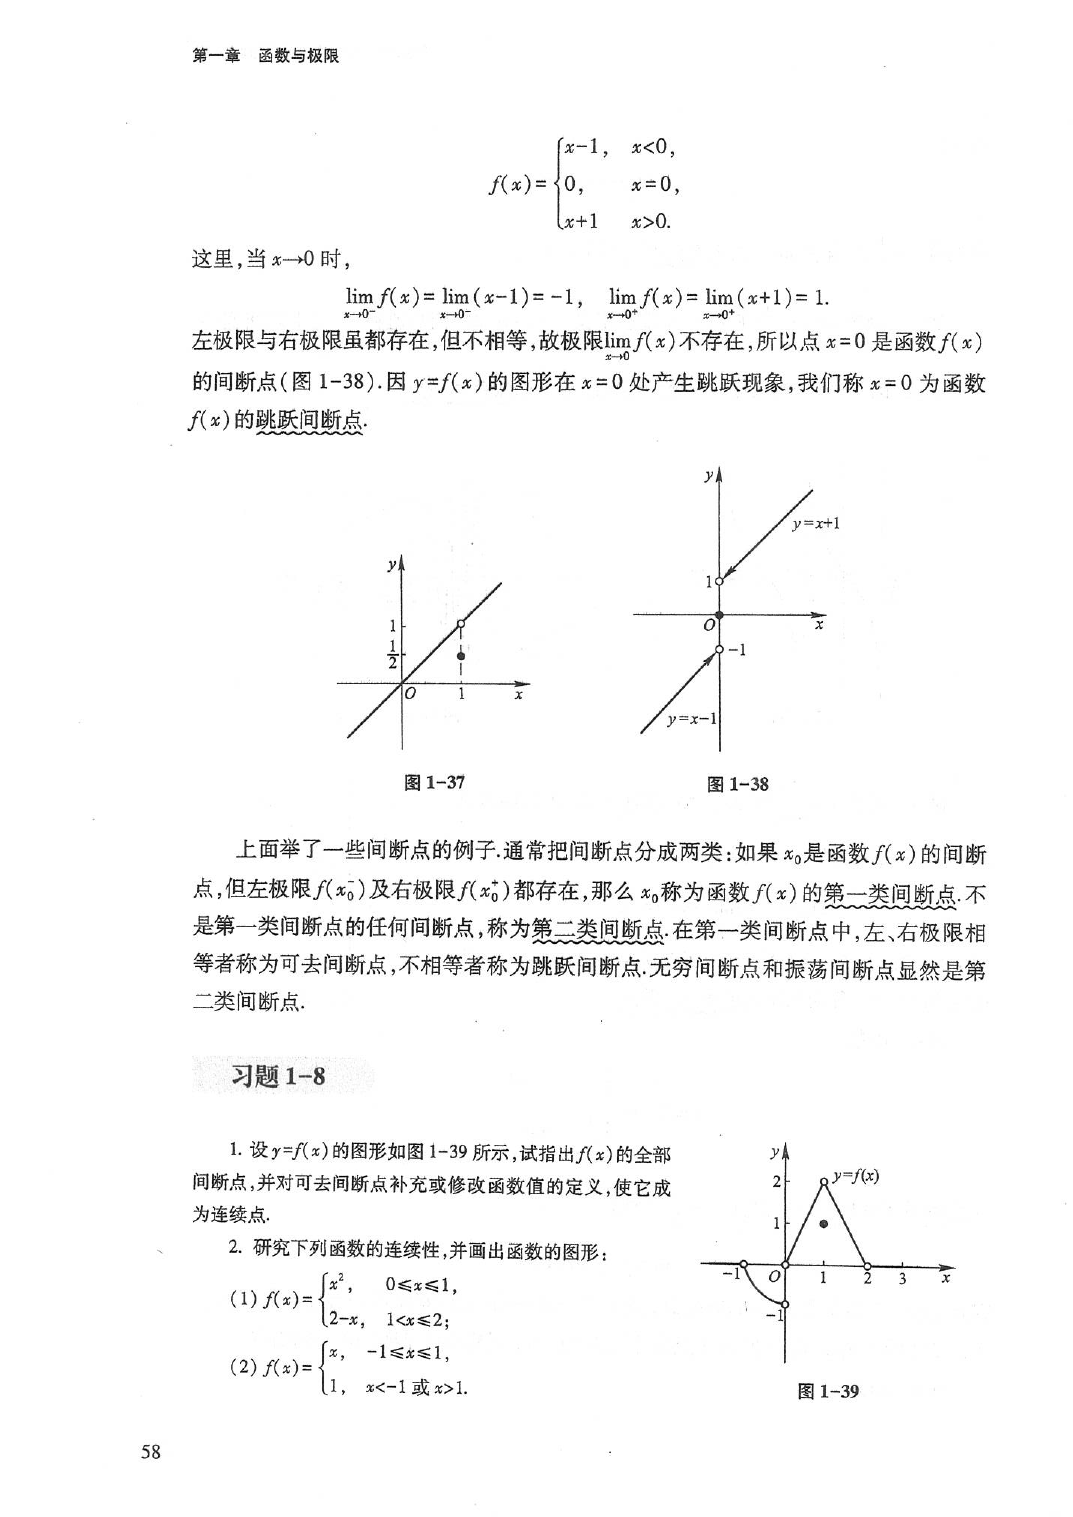 第一章　函数与极限
f(x)={x-1,　x<0,
0,　x=0,
x+1　x>0.
这里,当 x→0 时,
lim f(x)= lim (x-1)= -1,　lim f(x)= lim (x+1)= 1.
x→0⁻　x→0⁻　x→0⁺　x→0⁺
左极限与右极限虽都存在,但不相等,故极限lim f(x)不存在,所以点 x=0 是函数f(x)
x→0
的间断点(图 1-38).因 y=f(x)的图形在 x=0 处产生跳跃现象,我们称 x=0 为函数
f(x)的跳跃间断点.
y
1
1/2
O
1
x
图 1-37
y
y=x+1
1
O
x
-1
y=x-1
图 1-38
上面举了一些间断点的例子.通常把间断点分成两类:如果 x₀是函数 f(x)的间断
点,但左极限f(x₀⁻)及右极限f(x₀⁺)都存在,那么 x₀称为函数 f(x)的第一类间断点.不
是第一类间断点的任何间断点,称为第二类间断点.在第一类间断点中,左、右极限相
等者称为可去间断点,不相等者称为跳跃间断点.无穷间断点和振荡间断点显然是第
二类间断点.
习题 1-8
1. 设y=f(x)的图形如图 1-39 所示,试指出f(x)的全部
间断点,并对可去间断点补充或修改函数值的定义,使它成
为连续点.
2. 研究下列函数的连续性,并画出函数的图形:
(1) f(x)={x²,　0≤x≤1,
2-x,　1<x≤2;
(2) f(x)={x,　-1≤x≤1,
1,　x<-1 或 x>1.
y
2
y=f(x)
1
-1
O
1
2
3
x
-1
图 1-39
58